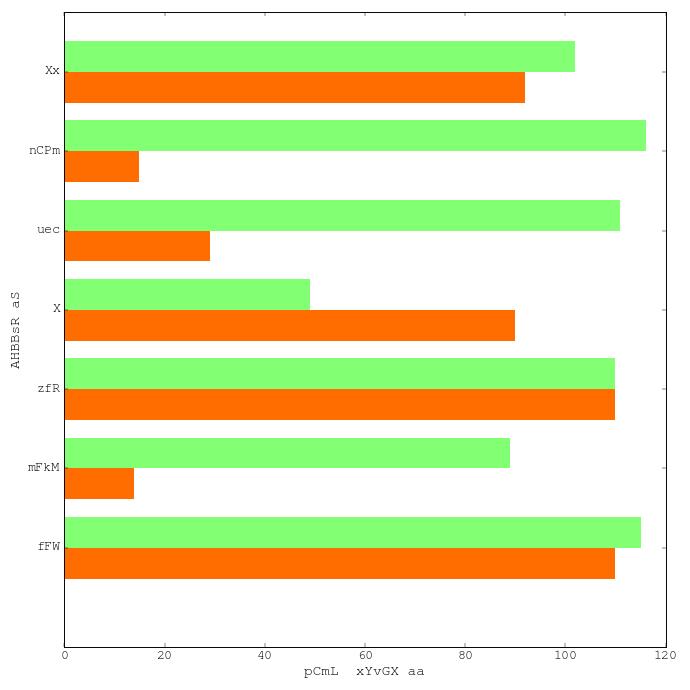 Xx
nCPm
uec
X
zfR
mFkM
fFW
AHBBsR aS
0 20 40 60 80 100 120
pCmL  xYvGX aa